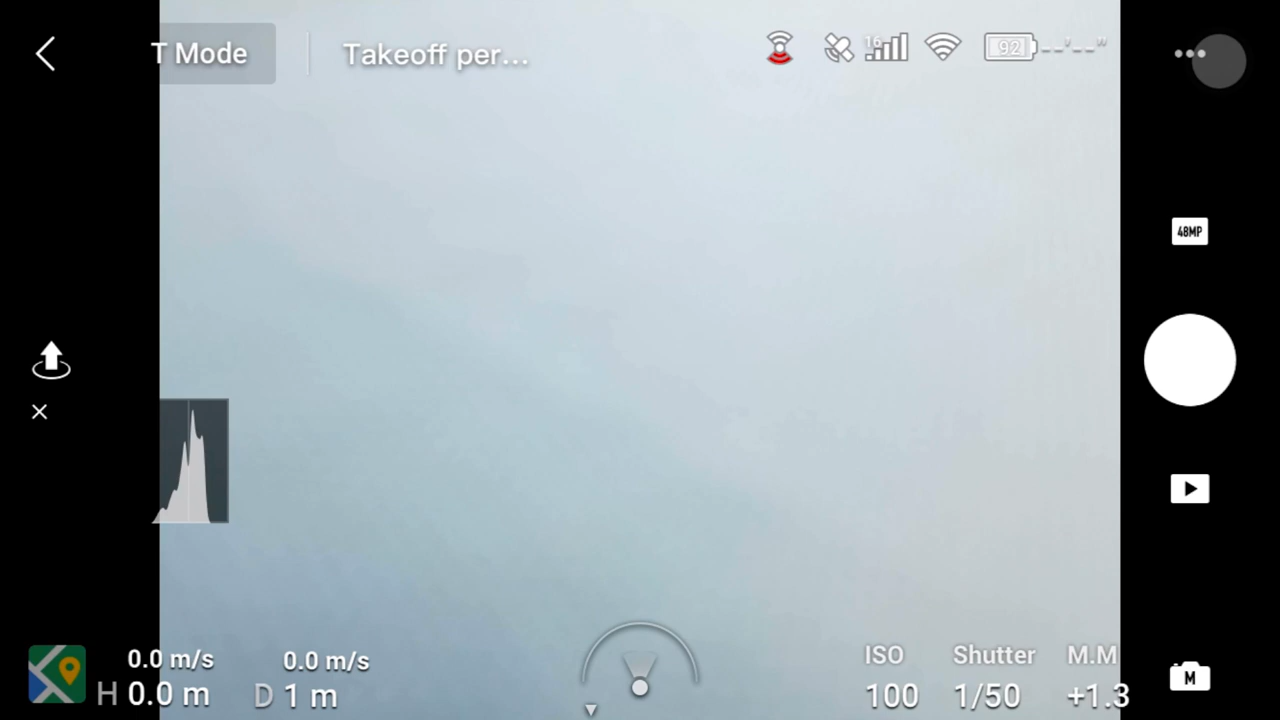 T Mode
Takeoff per...
16
92
--'--"
48MP
0.0 m/s
0.0 m/s
H 0.0 m
D 1 m
ISO
Shutter
M.M
100
1/50
+1.3
M